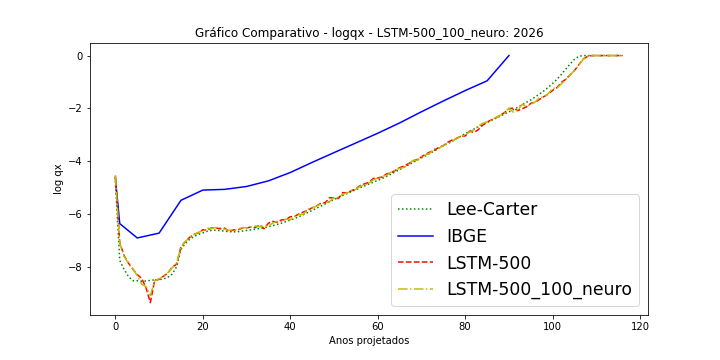 Gráfico Comparativo - logqx - LSTM-500_100_neuro: 2026
0
−2
−4
−6
−8
log qx
Lee-Carter
IBGE
LSTM-500
LSTM-500_100_neuro
0 20 40 60 80 100 120
Anos projetados